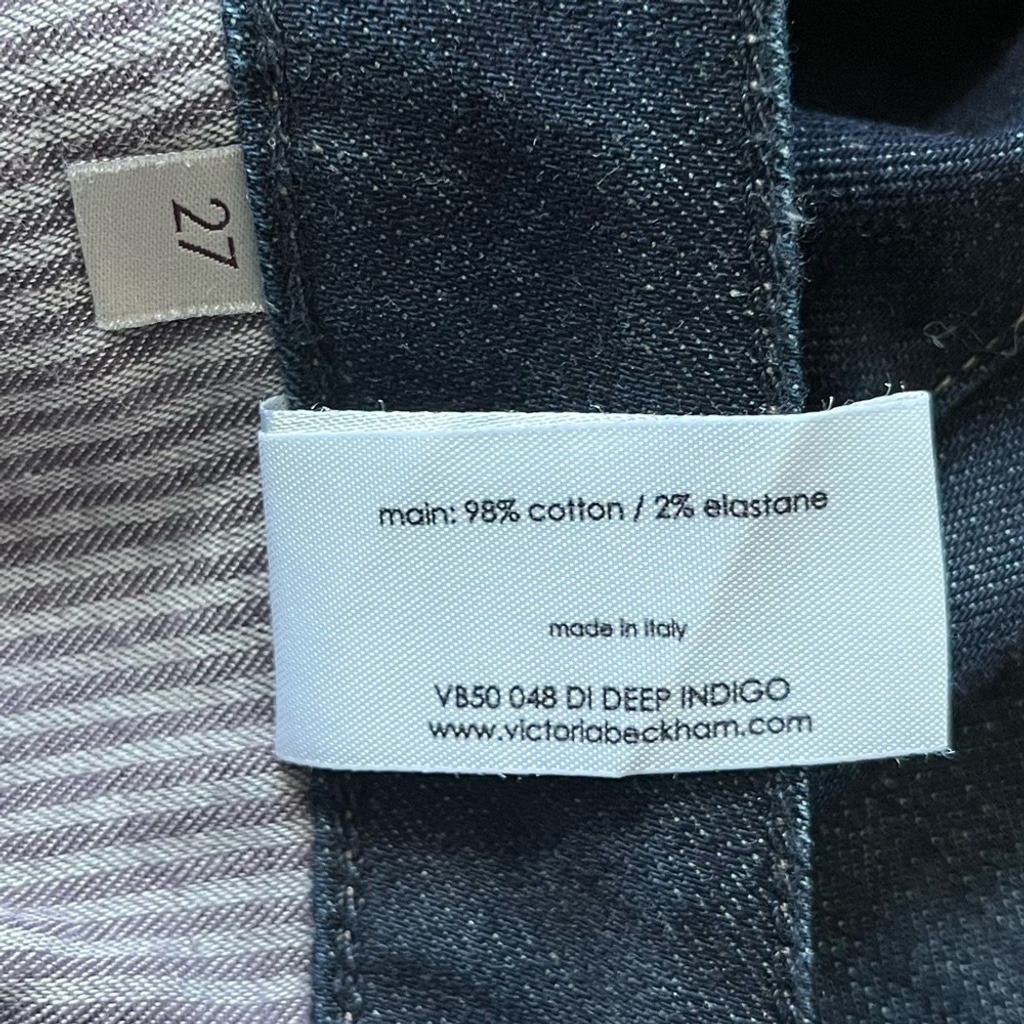 27
main: 98% cotton / 2% elastane
made in italy
VB50 048 DI DEEP INDIGO
www.victoriabeckham.com